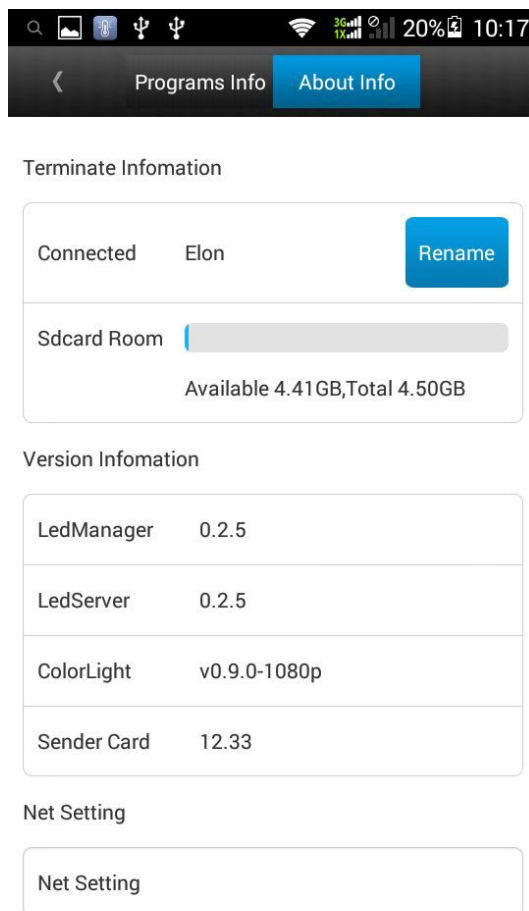 3G 1X 20% 10:17
Programs Info About Info
Terminate Infomation
Connected Elon Rename
Sdcard Room
Available 4.41GB,Total 4.50GB
Version Infomation
LedManager 0.2.5
LedServer 0.2.5
ColorLight v0.9.0-1080p
Sender Card 12.33
Net Setting
Net Setting